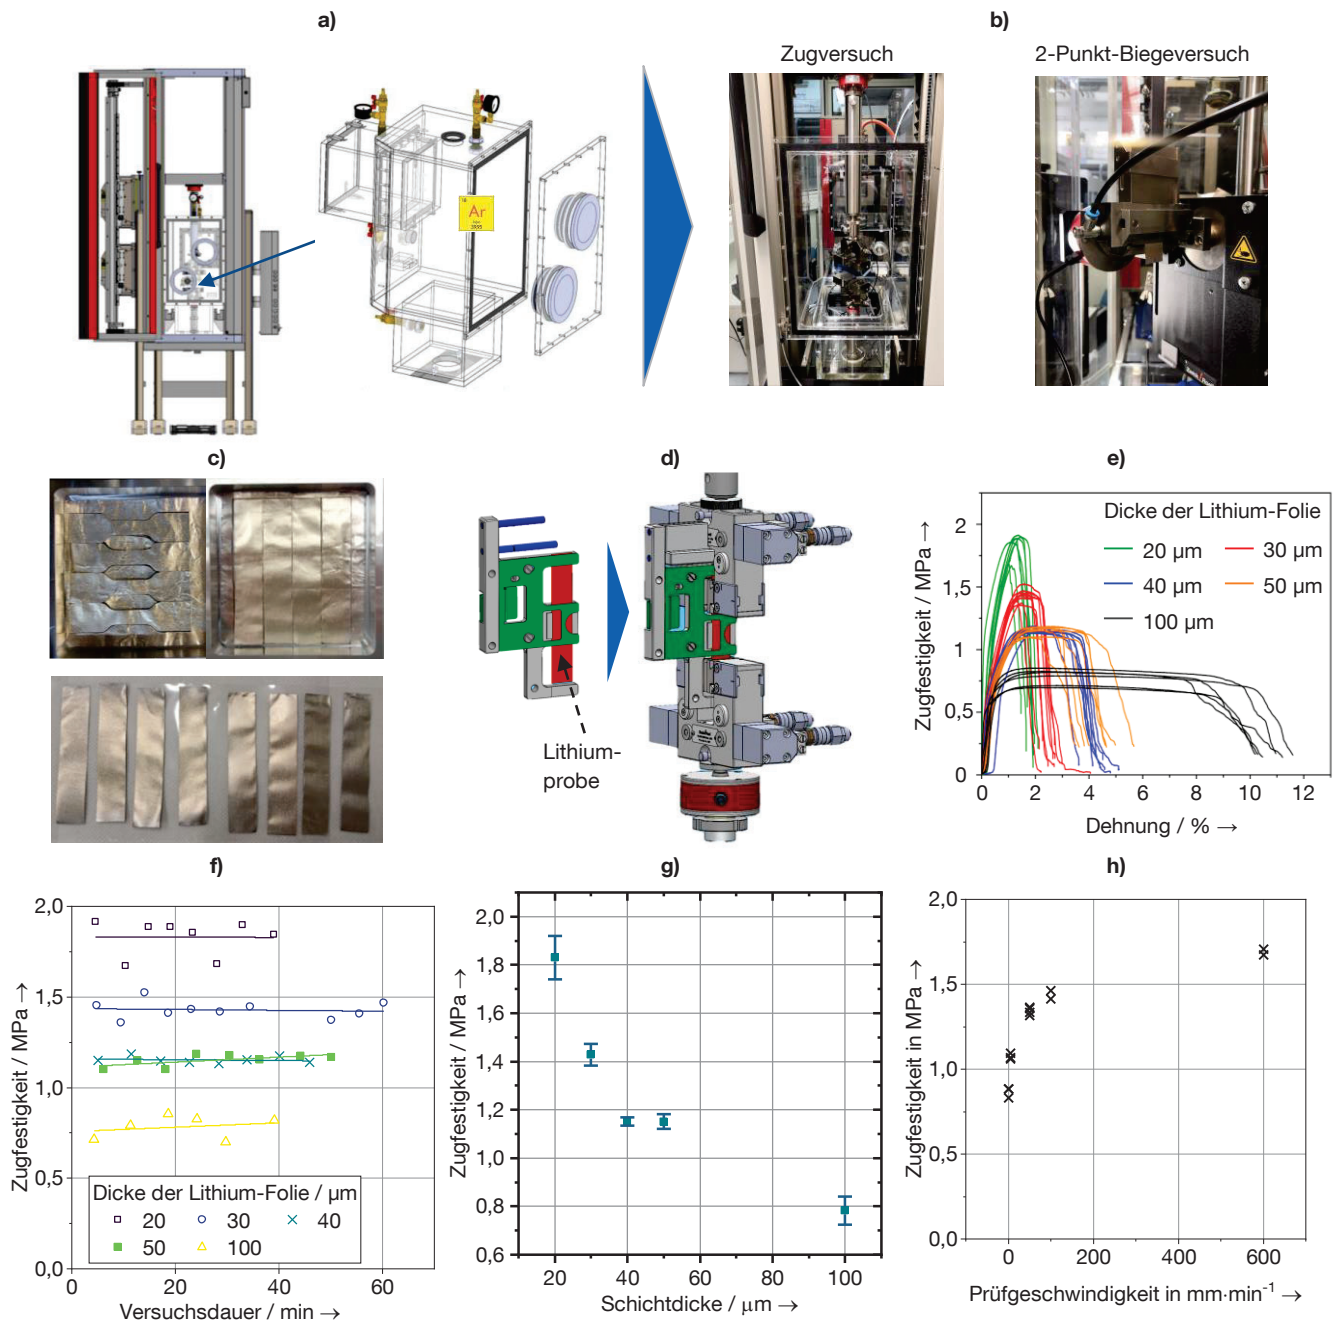 a)
b)
Zugversuch
2-Punkt-Biegeversuch
Ar
c)
d)
Lithium-
probe
e)
Zugfestigkeit / MPa →
2
1,5
1
0,5
0
Dicke der Lithium-Folie
20 µm
30 µm
40 µm
50 µm
100 µm
0 2 4 6 8 10 12
Dehnung / % →
f)
Zugfestigkeit / MPa →
2,0
1,5
1,0
0,5
0,0
Dicke der Lithium-Folie / µm
20 30 40
50 100
0 20 40 60
Versuchsdauer / min →
g)
Zugfestigkeit / MPa →
2,0
1,8
1,6
1,4
1,2
1,0
0,8
0,6
20 40 60 80 100
Schichtdicke / µm →
h)
Zugfestigkeit in MPa →
2,0
1,5
1,0
0,5
0,0
0 200 400 600
Prüfgeschwindigkeit in mm·min⁻¹ →